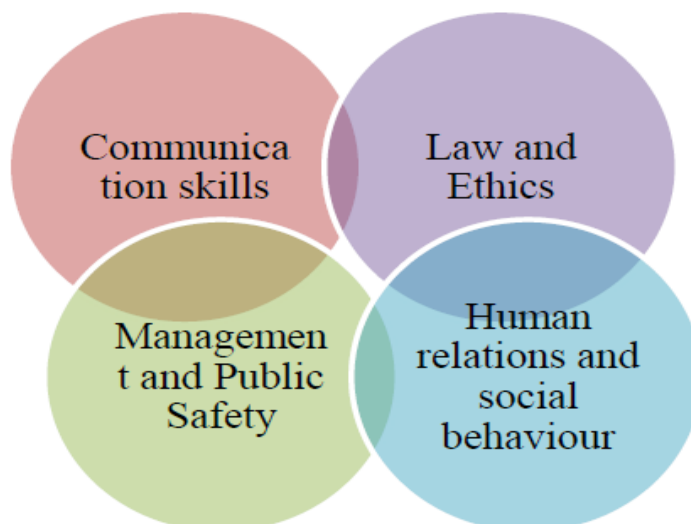 Communica
tion skills
Law and
Ethics
Managemen
t and Public
Safety
Human
relations and
social
behaviour